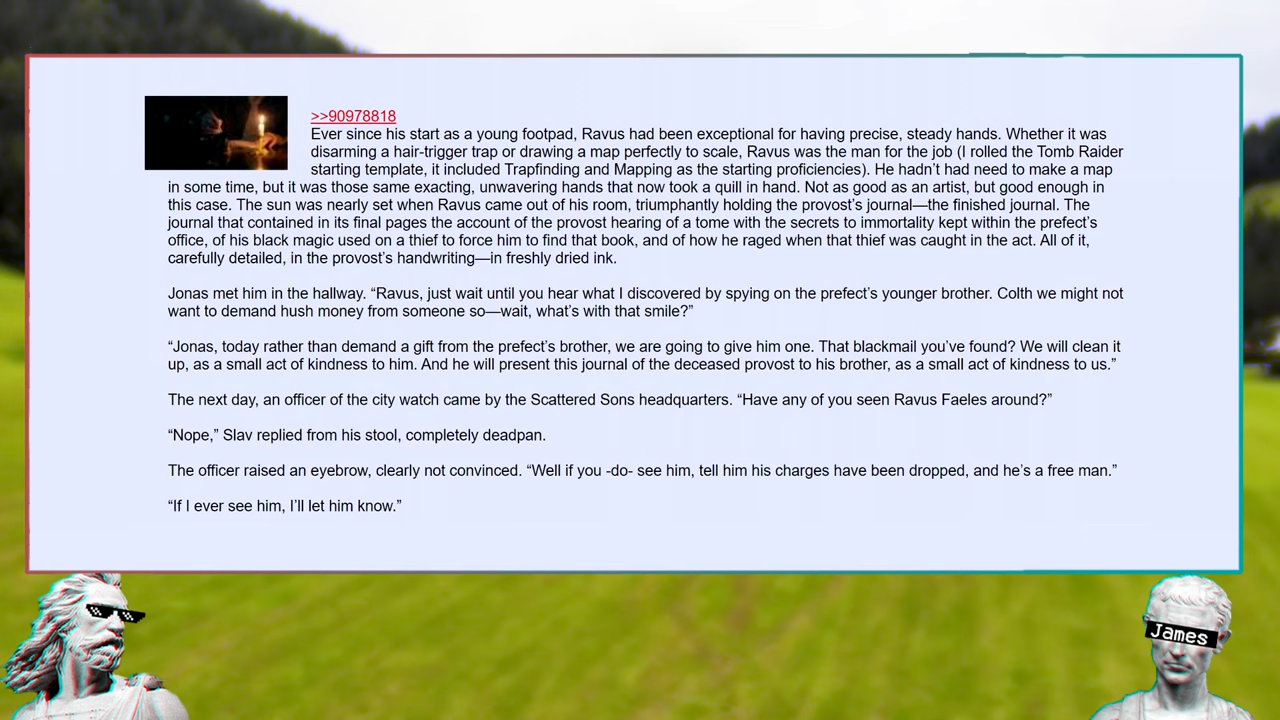 >>90978818
Ever since his start as a young footpad, Ravus had been exceptional for having precise, steady hands. Whether it was
disarming a hair-trigger trap or drawing a map perfectly to scale, Ravus was the man for the job (I rolled the Tomb Raider
starting template, it included Trapfinding and Mapping as the starting proficiencies). He hadn’t had need to make a map
in some time, but it was those same exacting, unwavering hands that now took a quill in hand. Not as good as an artist, but good enough in
this case. The sun was nearly set when Ravus came out of his room, triumphantly holding the provost’s journal—the finished journal. The
journal that contained in its final pages the account of the provost hearing of a tome with the secrets to immortality kept within the prefect’s
office, of his black magic used on a thief to force him to find that book, and of how he raged when that thief was caught in the act. All of it,
carefully detailed, in the provost’s handwriting—in freshly dried ink.
Jonas met him in the hallway. “Ravus, just wait until you hear what I discovered by spying on the prefect’s younger brother. Colth we might not
want to demand hush money from someone so—wait, what’s with that smile?”
“Jonas, today rather than demand a gift from the prefect’s brother, we are going to give him one. That blackmail you’ve found? We will clean it
up, as a small act of kindness to him. And he will present this journal of the deceased provost to his brother, as a small act of kindness to us.”
The next day, an officer of the city watch came by the Scattered Sons headquarters. “Have any of you seen Ravus Faeles around?”
“Nope,” Slav replied from his stool, completely deadpan.
The officer raised an eyebrow, clearly not convinced. “Well if you -do- see him, tell him his charges have been dropped, and he’s a free man.”
“If I ever see him, I’ll let him know.”
James